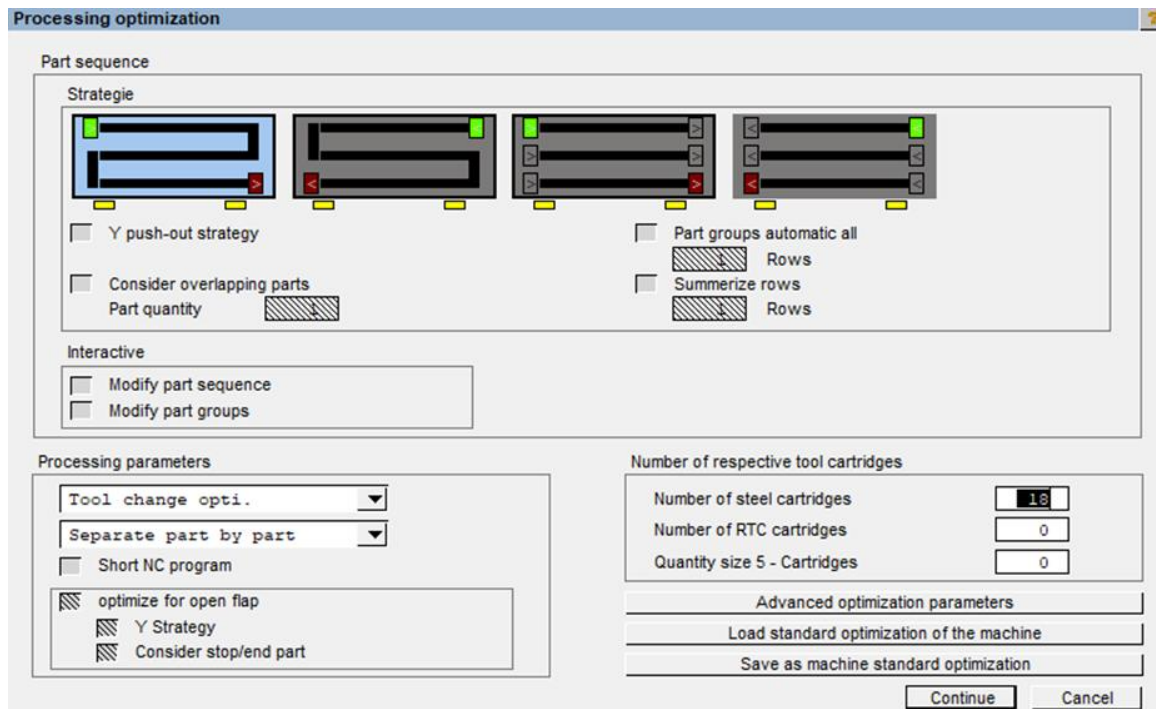 Processing optimization ?
Part sequence
Strategie
> >
< <
> > > > > >
< < < < < <
Y push-out strategy
Part groups automatic all
1 Rows
Consider overlapping parts
Summerize rows
Part quantity 1
1 Rows
Interactive
Modify part sequence
Modify part groups
Processing parameters
Number of respective tool cartridges
Tool change opti.
Number of steel cartridges 18
Separate part by part
Number of RTC cartridges 0
Short NC program
Quantity size 5 - Cartridges 0
optimize for open flap
Advanced optimization parameters
Y Strategy
Load standard optimization of the machine
Consider stop/end part
Save as machine standard optimization
Continue Cancel